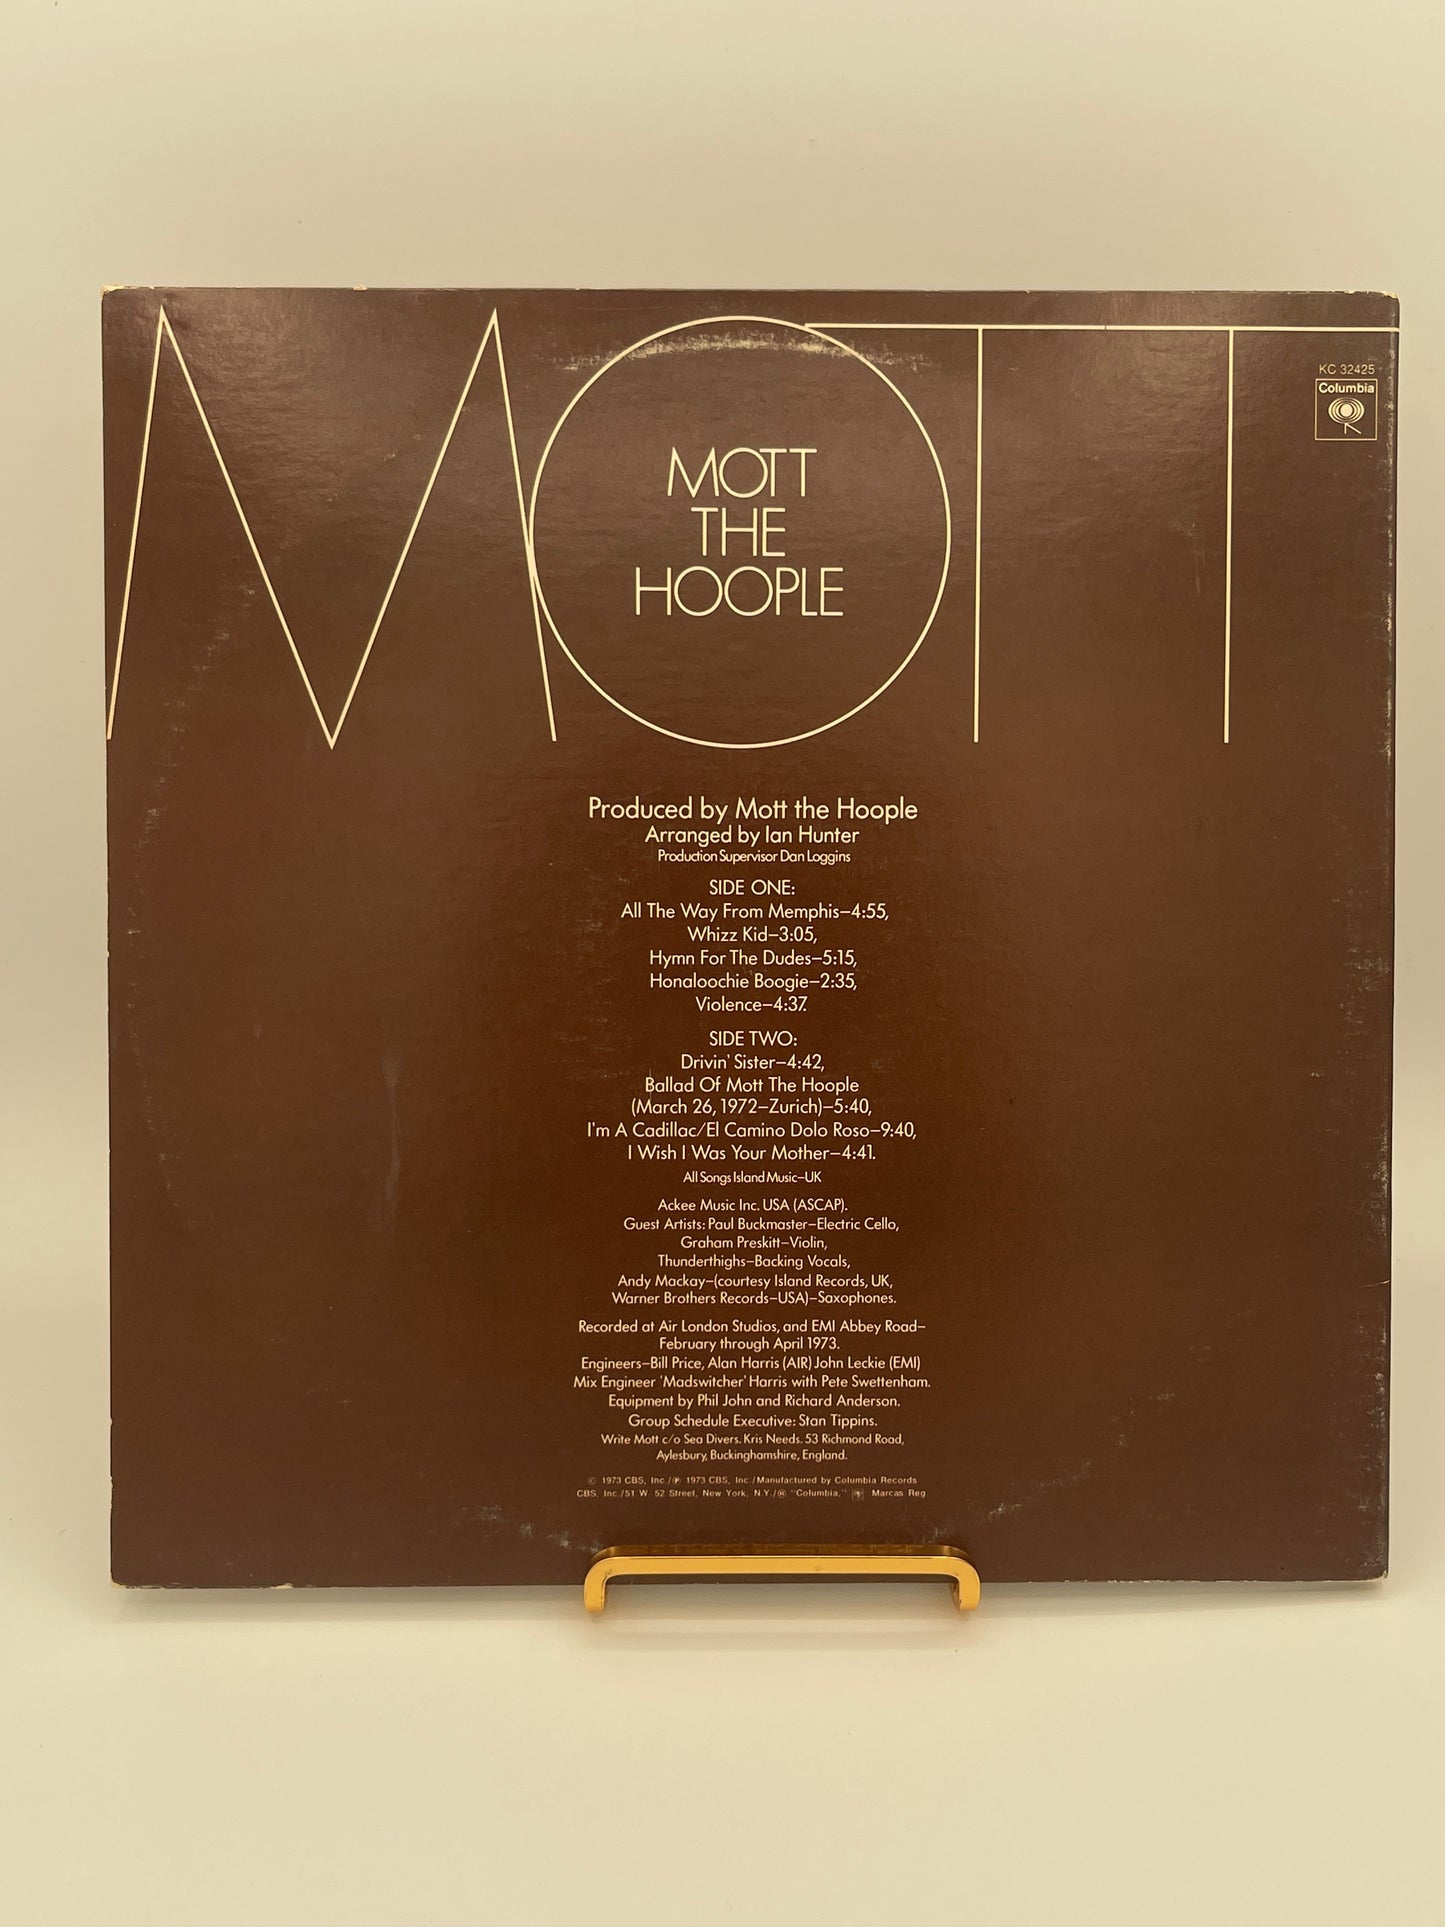 MOTT
KC 32425
Columbia
MOTT
THE
HOOPLE
Produced by Mott the Hoople
Arranged by Ian Hunter
Production Supervisor Dan Loggins
SIDE ONE:
All The Way From Memphis–4:55,
Whizz Kid–3:05,
Hymn For The Dudes–5:15,
Honaloochie Boogie–2:35,
Violence–4:37.
SIDE TWO:
Drivin' Sister–4:42,
Ballad Of Mott The Hoople
(March 26, 1972–Zurich)–5:40,
I'm A Cadillac/El Camino Dolo Roso–9:40,
I Wish I Was Your Mother–4:41.
All Songs Island Music–UK
Ackee Music Inc. USA (ASCAP).
Guest Artists: Paul Buckmaster–Electric Cello,
Graham Preskitt–Violin,
Thunderthighs–Backing Vocals,
Andy Mackay–(courtesy Island Records, UK,
Warner Brothers Records–USA)–Saxophones.
Recorded at Air London Studios, and EMI Abbey Road–
February through April 1973.
Engineers–Bill Price, Alan Harris (AIR) John Leckie (EMI)
Mix Engineer 'Madswitcher' Harris with Pete Swettenham.
Equipment by Phil John and Richard Anderson.
Group Schedule Executive: Stan Tippins.
Write Mott c/o Sea Divers. Kris Needs. 53 Richmond Road,
Aylesbury, Buckinghamshire, England.
© 1973 CBS, Inc./℗ 1973 CBS, Inc./Manufactured by Columbia Records
CBS, Inc./51 W. 52 Street, New York, N.Y./® "Columbia," Marcas Reg